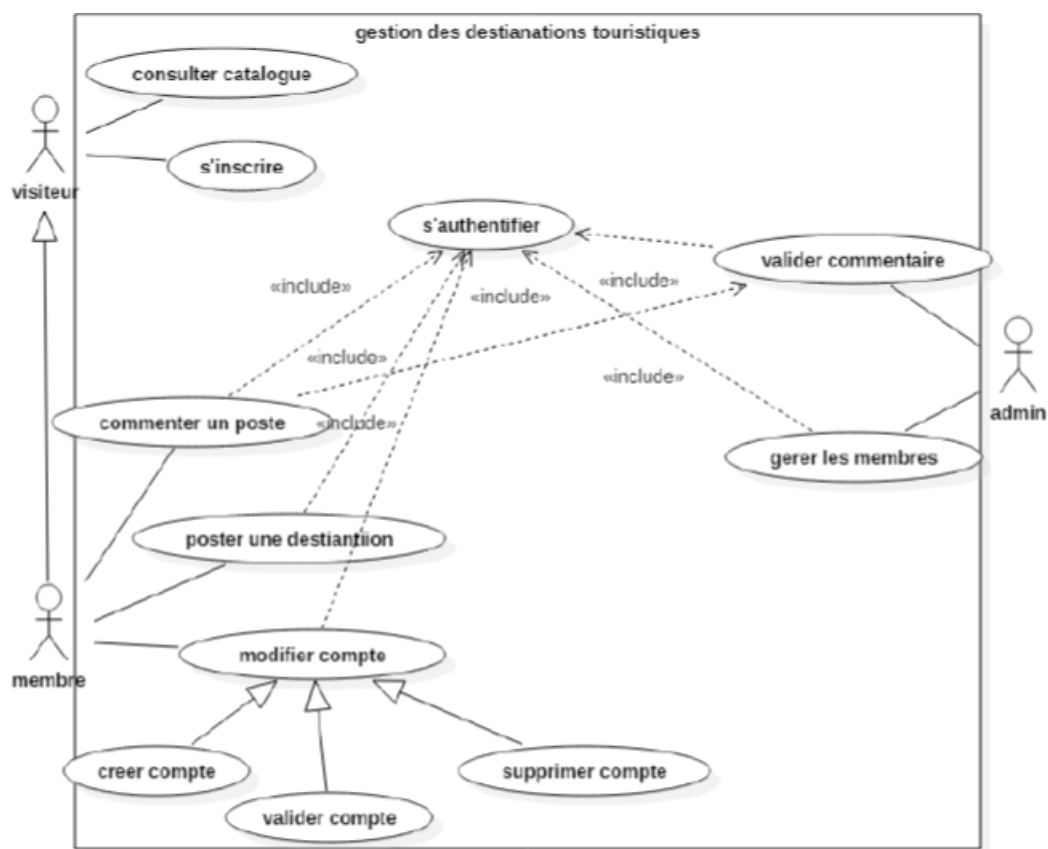 gestion des destianations touristiques
consulter catalogue
visiteur
s'inscrire
s'authentifier
valider commentaire
«include»
«include»
«include»
«include»
«include»
admin
commenter un poste
«include»
gerer les membres
poster une destiantiion
membre
modifier compte
creer compte
supprimer compte
valider compte